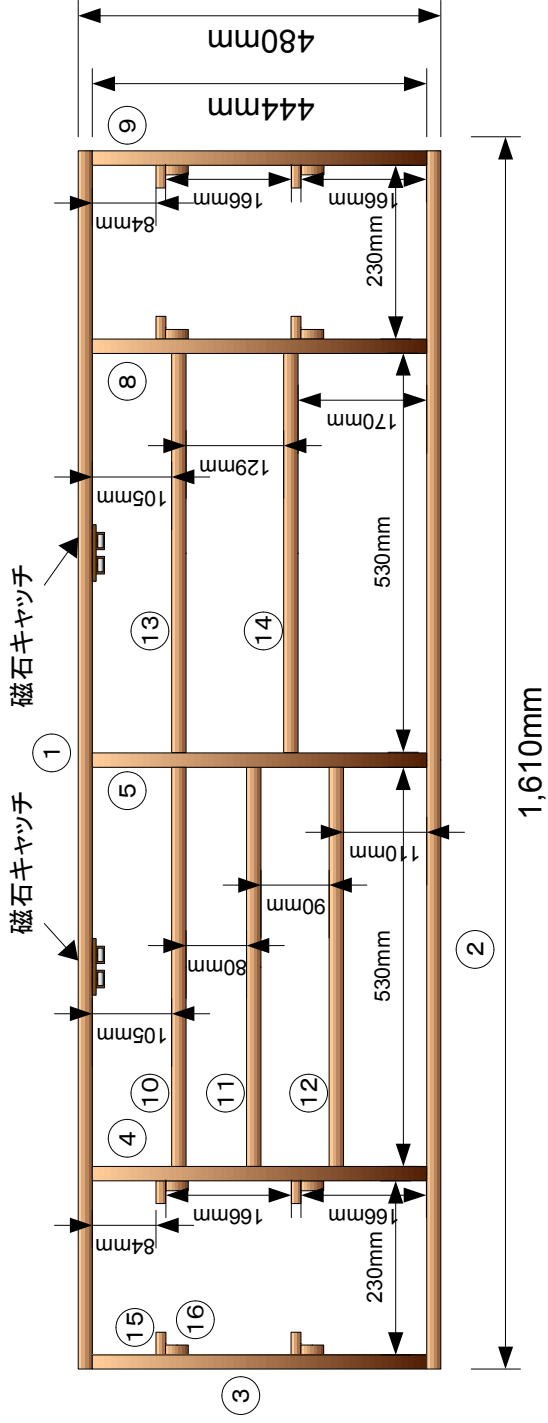 磁石キャッチ
磁石キャッチ
①
480mm
444mm
⑨
④
⑤
⑧
84mm
105mm
105mm
84mm
⑮
⑯
⑩
⑬
166mm
80mm
129mm
166mm
⑪
⑭
90mm
⑫
166mm
110mm
170mm
166mm
230mm
530mm
530mm
230mm
③
②
1,610mm